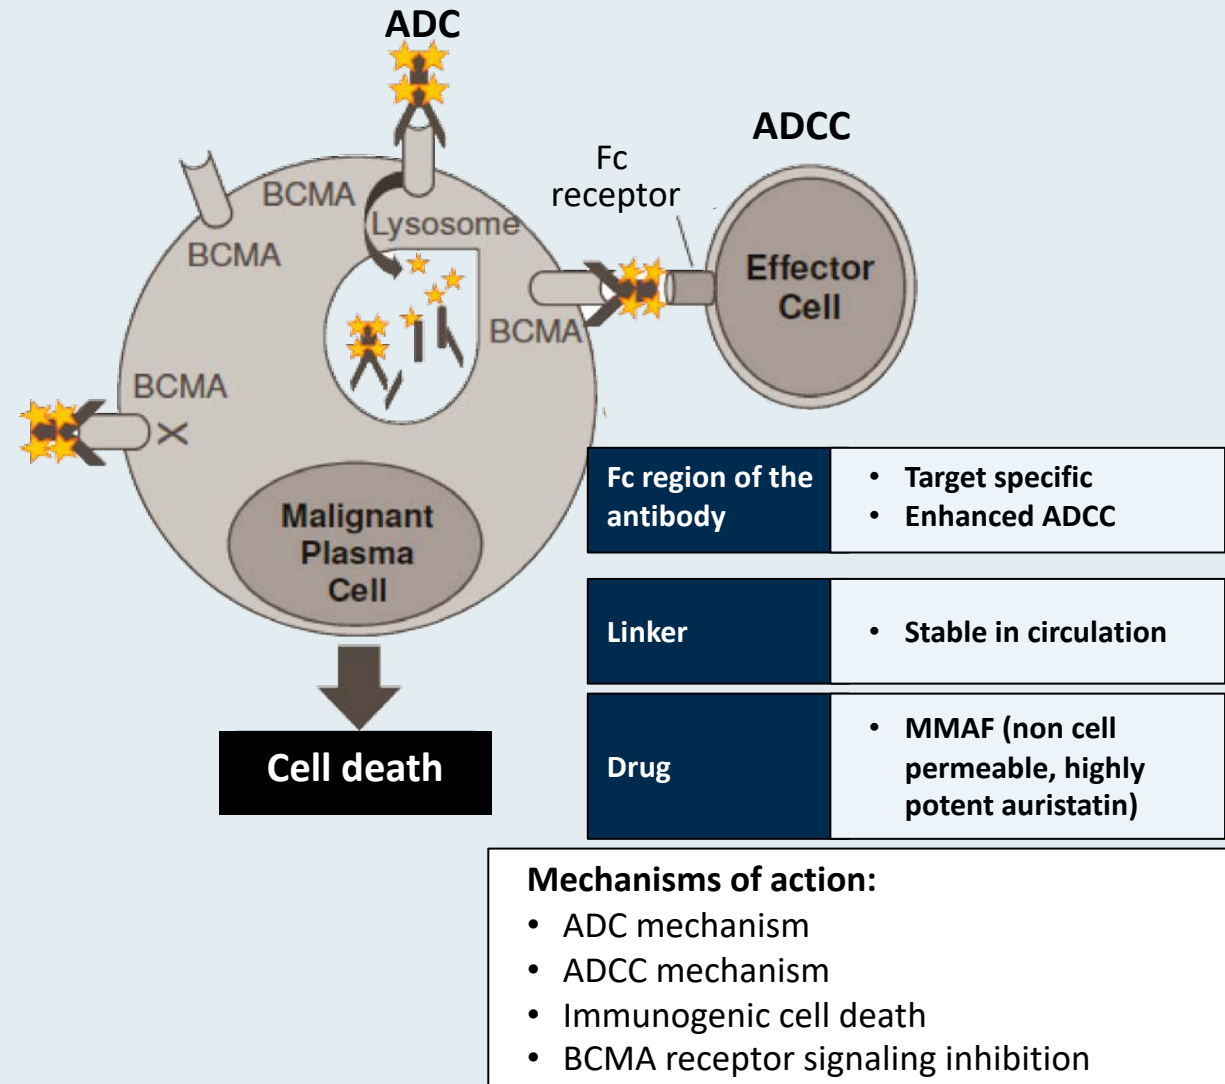 ADC
ADCC
Fc
receptor
BCMA
Lysosome
BCMA
Effector
Cell
BCMA
BCMA
X
Malignant
Plasma
Cell
Cell death
Fc region of the
antibody
• Target specific
• Enhanced ADCC
Linker
• Stable in circulation
Drug
• MMAF (non cell
permeable, highly
potent auristatin)
Mechanisms of action:
• ADC mechanism
• ADCC mechanism
• Immunogenic cell death
• BCMA receptor signaling inhibition